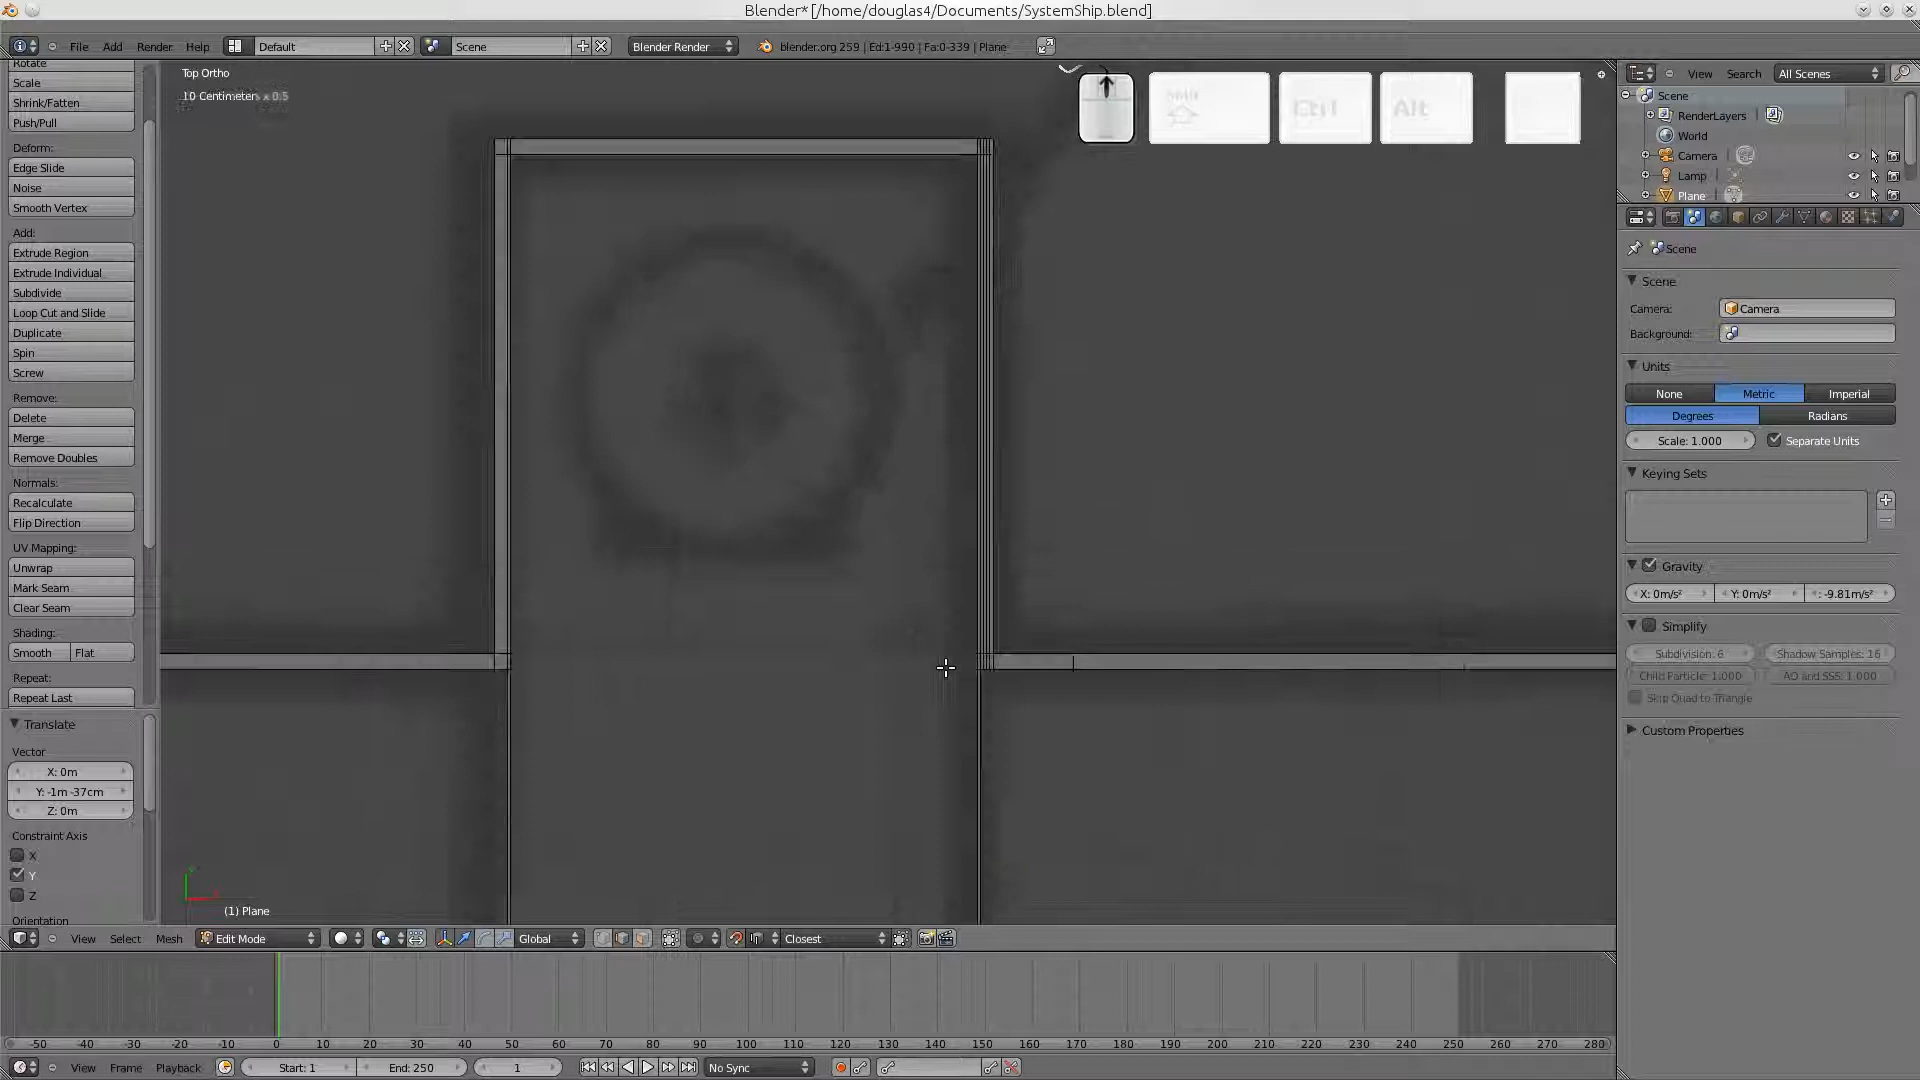 Blender* [/home/douglas4/Documents/SystemShip.blend]
File Add Render Help Default Scene Blender Render blender.org 259 | Ed:1-990 | Fa:0-339 | Plane
Rotate
Scale
Shrink/Fatten
Push/Pull
Deform:
Edge Slide
Noise
Smooth Vertex
Add:
Extrude Region
Extrude Individual
Subdivide
Loop Cut and Slide
Duplicate
Spin
Screw
Remove:
Delete
Merge
Remove Doubles
Normals:
Recalculate
Flip Direction
UV Mapping:
Unwrap
Mark Seam
Clear Seam
Shading:
Smooth Flat
Repeat:
Repeat Last
Translate
Vector
X: 0m
Y: -1m -37cm
Z: 0m
Constraint Axis
X
Y
Z
Orientation
Top Ortho
10 Centimeters x 0.5
Shift Ctrl Alt
(1) Plane
View Select Mesh Edit Mode Global Closest
View Search All Scenes
Scene
RenderLayers
World
Camera
Lamp
Plane
Scene
Scene
Camera: Camera
Background:
Units
None Metric Imperial
Degrees Radians
Scale: 1.000 Separate Units
Keying Sets
Gravity
X: 0m/s² Y: 0m/s² : -9.81m/s²
Simplify
Subdivision: 6 Shadow Samples: 16
Child Particle: 1.000 AO and SSS: 1.000
Skip Quad to Triangle
Custom Properties
-50 -40 -30 -20 -10 0 10 20 30 40 50 60 70 80 90 100 110 120 130 140 150 160 170 180 190 200 210 220 230 240 250 260 270 280
View Frame Playback Start: 1 End: 250 1 No Sync